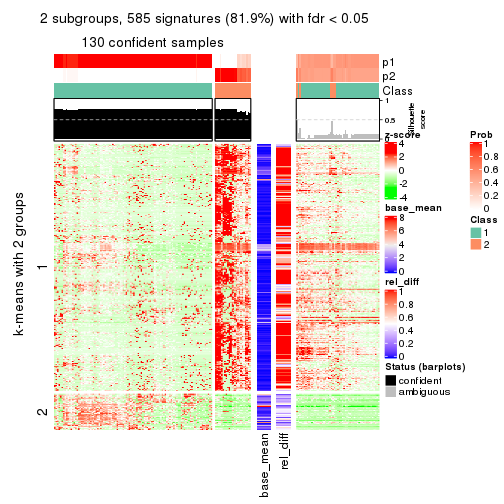 2 subgroups, 585 signatures (81.9%) with fdr < 0.05
130 confident samples
p1
p2
Class
1
0.5
0
Silhouette
score
k-means with 2 groups
1
2
base_mean
rel_diff
z-score
4
2
0
-2
-4
base_mean
8
6
4
2
0
rel_diff
1
0.8
0.6
0.4
0.2
0
Status (barplots)
confident
ambiguous
Prob
1
0.8
0.6
0.4
0.2
0
Class
1
2